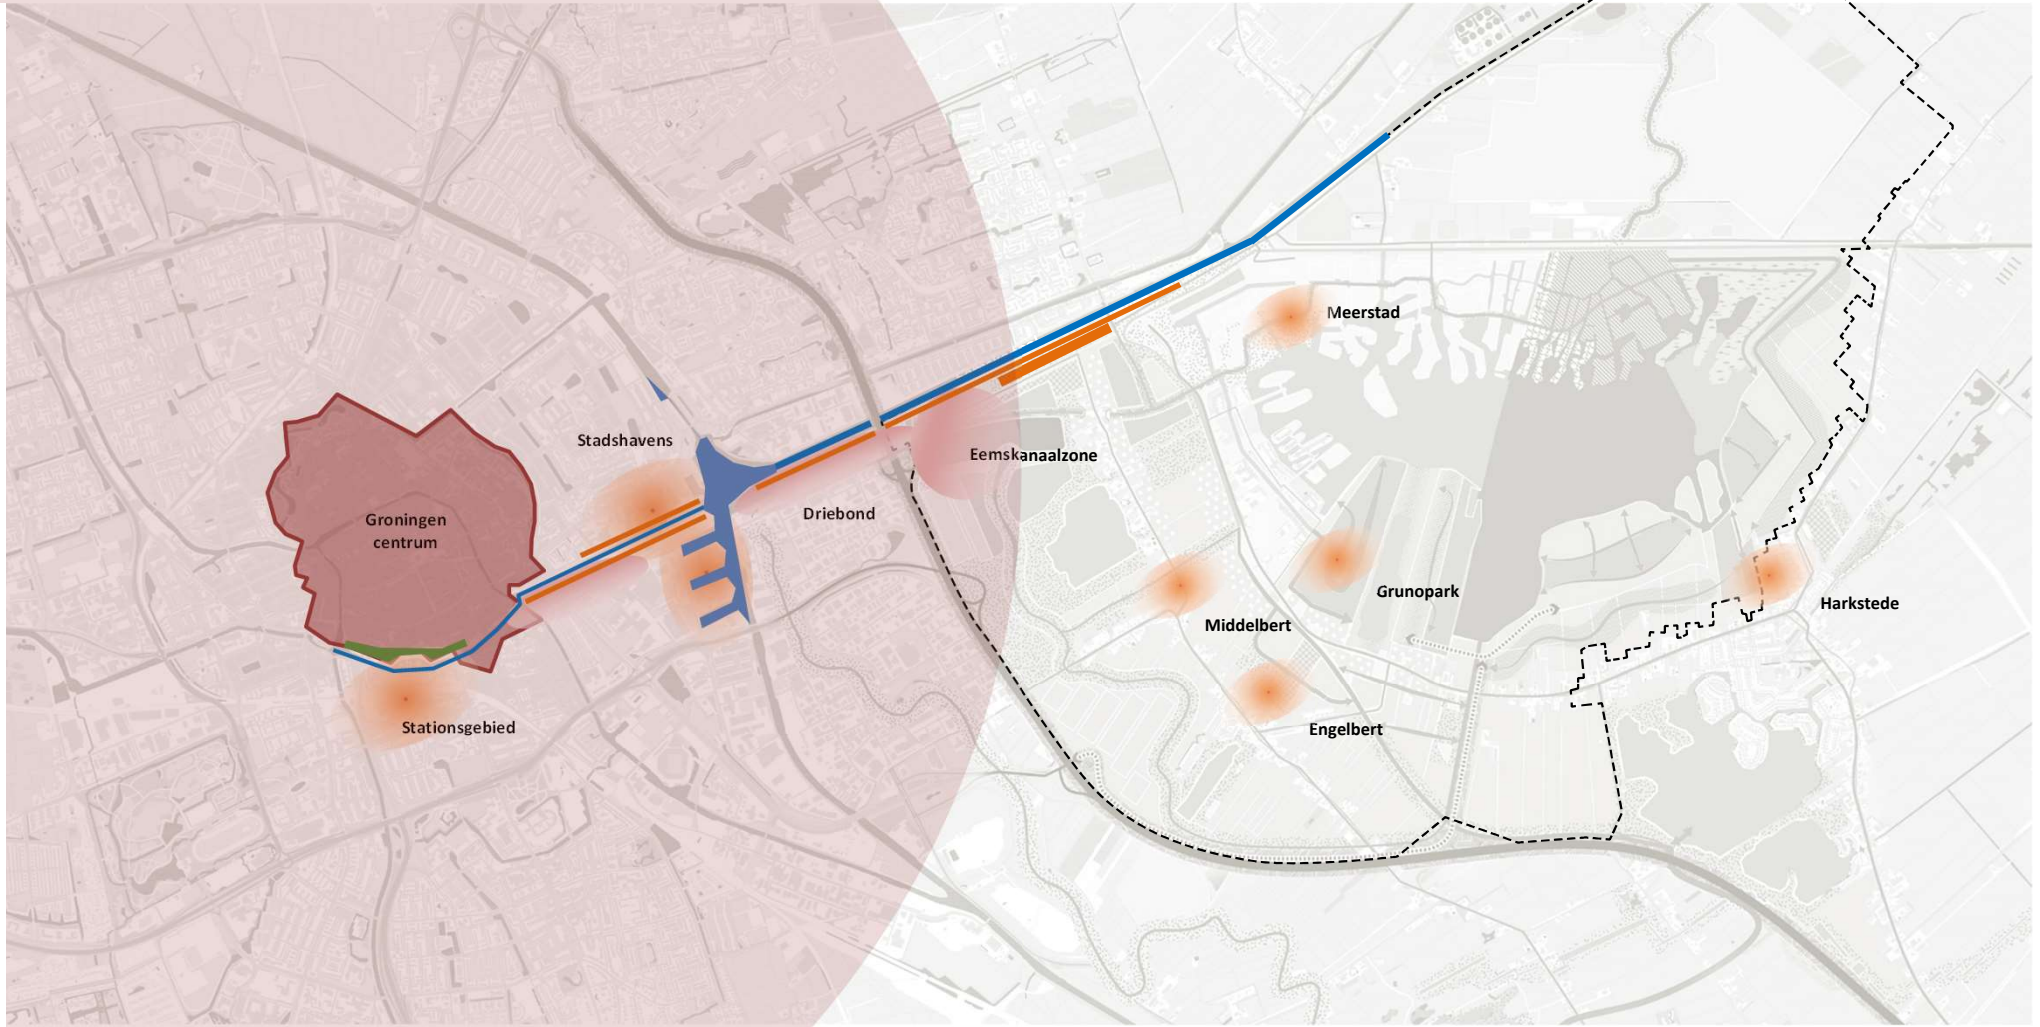 Meerstad
Stadshavens
Eemskanaalzone
Driebond
Groningen
centrum
Grunopark
Harkstede
Middelbert
Stationsgebied
Engelbert